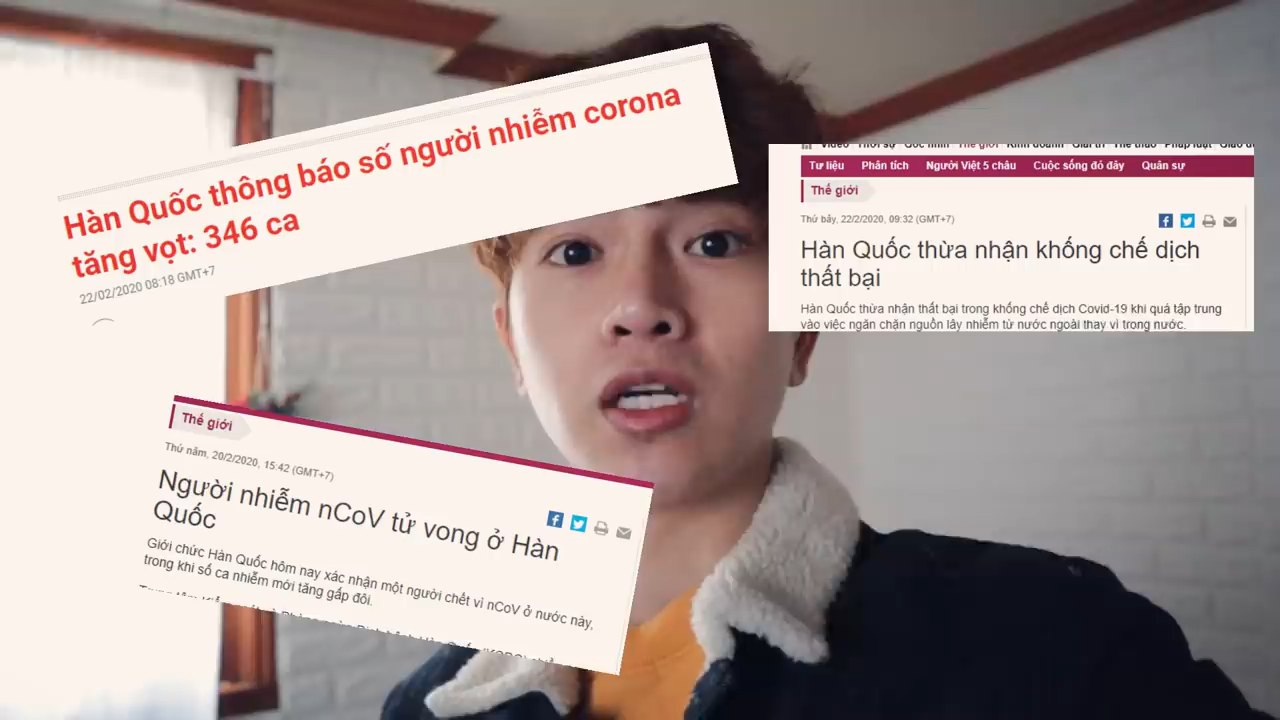 Hàn Quốc thông báo số người nhiễm corona
tăng vọt: 346 ca
22/02/2020 08:18 GMT+7
Tư liệu Phân tích Người Việt 5 châu Cuộc sống đó đây Quân sự
Thế giới
Thứ bảy, 22/2/2020, 09:32 (GMT+7)
Hàn Quốc thừa nhận khống chế dịch
thất bại
Hàn Quốc thừa nhận thất bại trong khống chế dịch Covid-19 khi quá tập trung
vào việc ngăn chặn nguồn lây nhiễm từ nước ngoài thay vì trong nước.
Thế giới
Thứ năm, 20/2/2020, 15:42 (GMT+7)
Người nhiễm nCoV tử vong ở Hàn
Quốc
Giới chức Hàn Quốc hôm nay xác nhận một người chết vì nCoV ở nước này,
trong khi số ca nhiễm mới tăng gấp đôi.